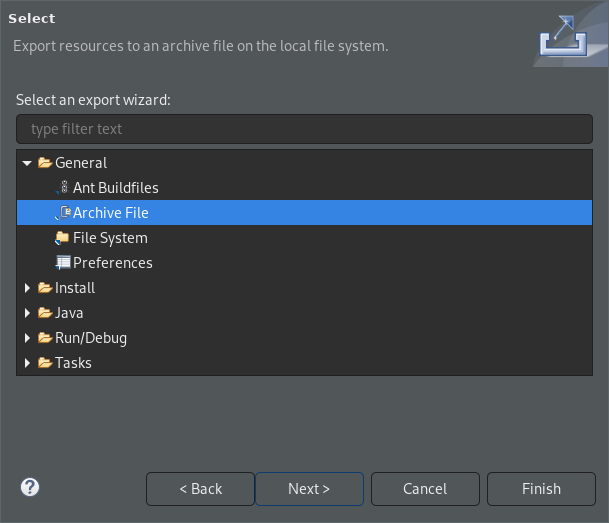 Select
Export resources to an archive file on the local file system.
Select an export wizard:
type filter text
General
Ant Buildfiles
Archive File
File System
Preferences
Install
Java
Run/Debug
Tasks
? < Back Next > Cancel Finish